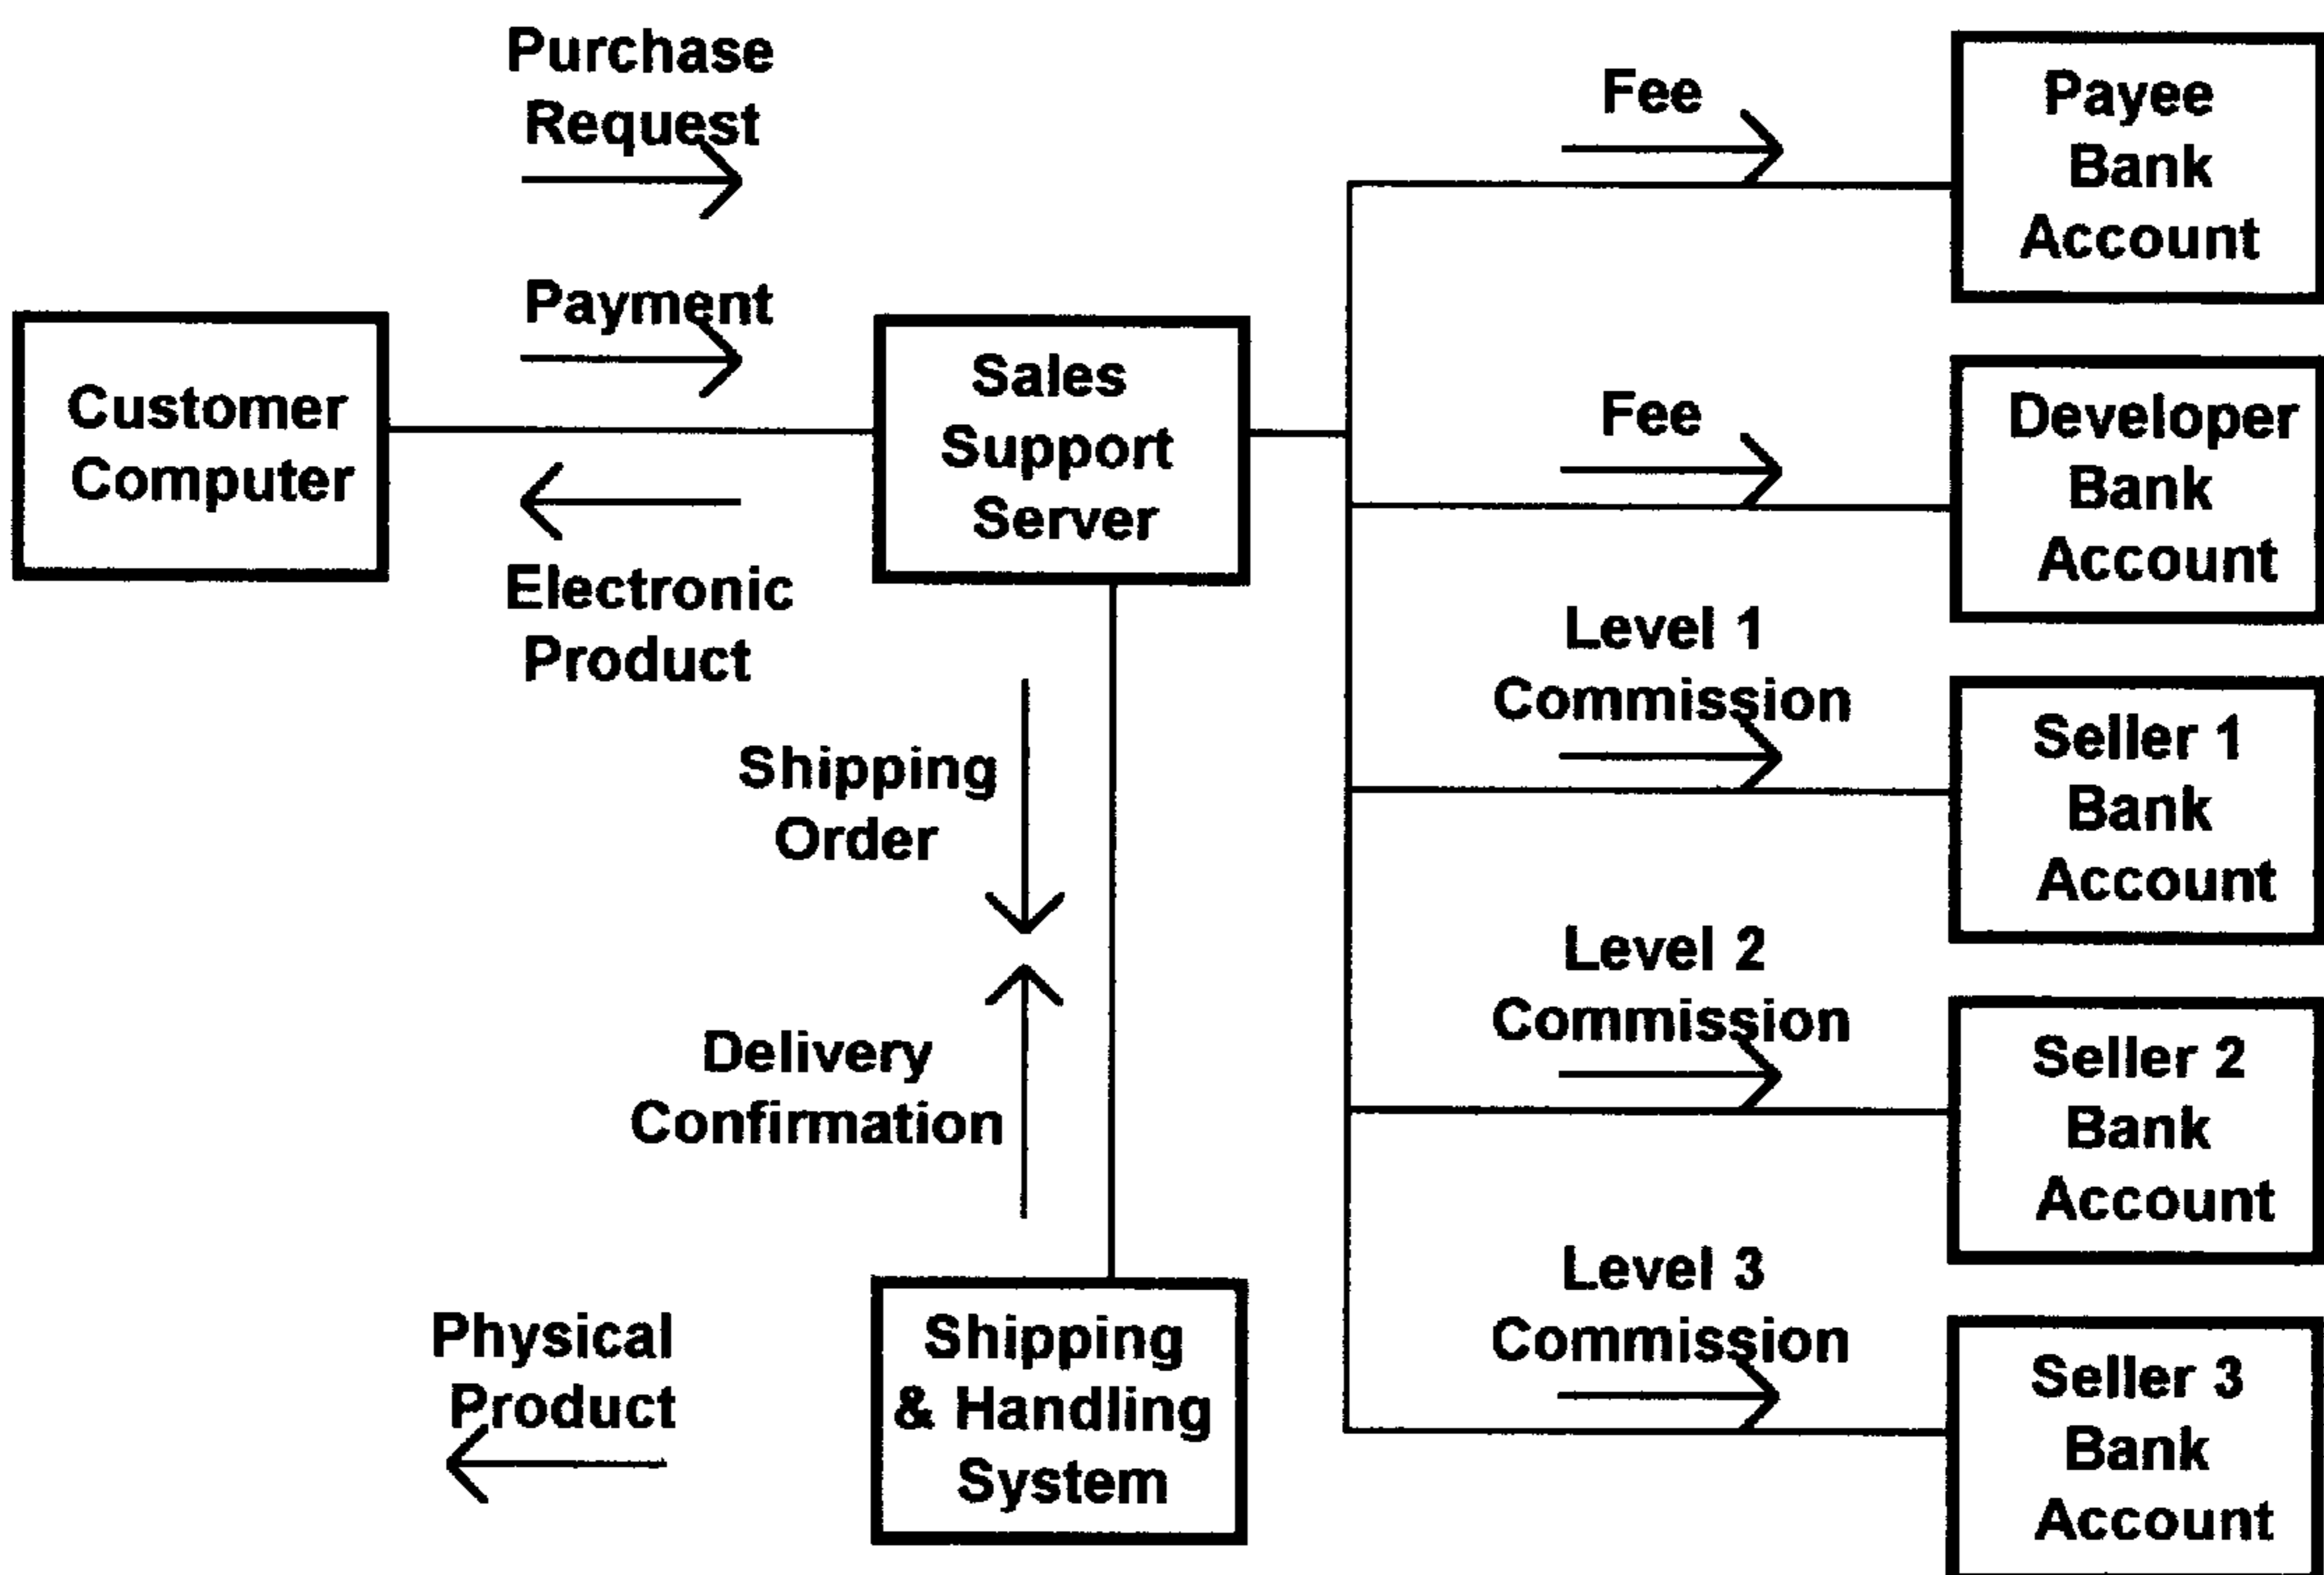 Purchase
Request
Payment
Customer
Computer
Electronic
Product
Sales
Support
Server
Shipping
Order
Delivery
Confirmation
Physical
Product
Shipping
& Handling
System
Fee
Payee
Bank
Account
Fee
Developer
Bank
Account
Level 1
Commission
Seller 1
Bank
Account
Level 2
Commission
Seller 2
Bank
Account
Level 3
Commission
Seller 3
Bank
Account